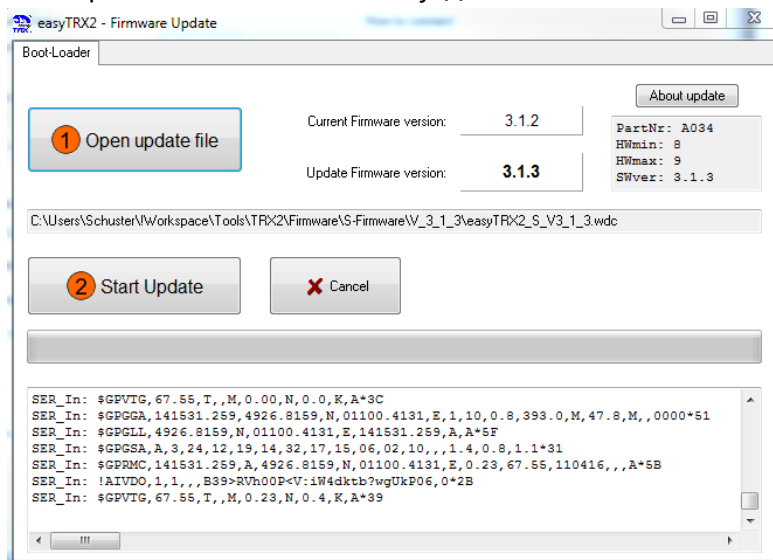 easyTRX2 - Firmware Update
Boot-Loader
About update
1 Open update file
Current Firmware version: 3.1.2
Update Firmware version: 3.1.3
PartNr: A034
HWmin: 8
HWmax: 9
SWver: 3.1.3
C:\Users\Schuster\!Workspace\Tools\TRX2\Firmware\S-Firmware\V_3_1_3\easyTRX2_S_V3_1_3.wdc
2 Start Update
Cancel
SER_In: $GPVTG,67.55,T,,M,0.00,N,0.0,K,A*3C
SER_In: $GPGGA,141531.259,4926.8159,N,01100.4131,E,1,10,0.8,393.0,M,47.8,M,,0000*51
SER_In: $GPGLL,4926.8159,N,01100.4131,E,141531.259,A,A*5F
SER_In: $GPGSA,A,3,24,12,19,14,32,17,15,06,02,10,,,1.4,0.8,1.1*31
SER_In: $GPRMC,141531.259,A,4926.8159,N,01100.4131,E,0.23,67.55,110416,,,A*5B
SER_In: !AIVDO,1,1,,,B39>RVh00P<V:iW4dktb?wgUkP06,0*2B
SER_In: $GPVTG,67.55,T,,M,0.23,N,0.4,K,A*39